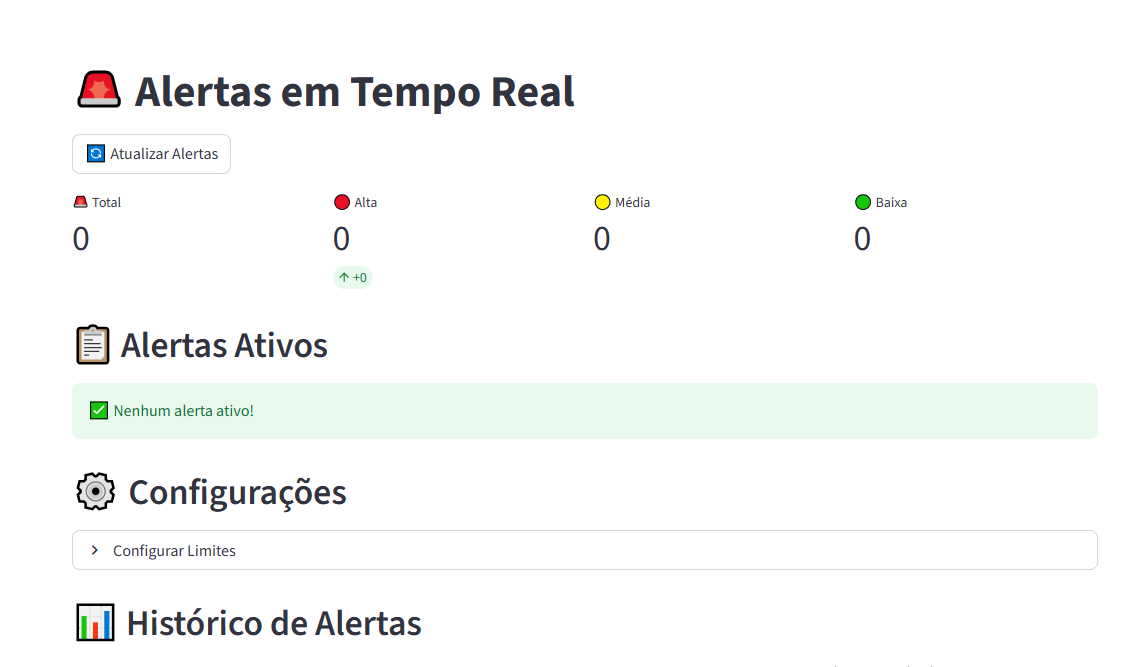 Alertas em Tempo Real
Atualizar Alertas
Total
Alta
Média
Baixa
0
0
0
0
↑ +0
Alertas Ativos
Nenhum alerta ativo!
Configurações
Configurar Limites
Histórico de Alertas